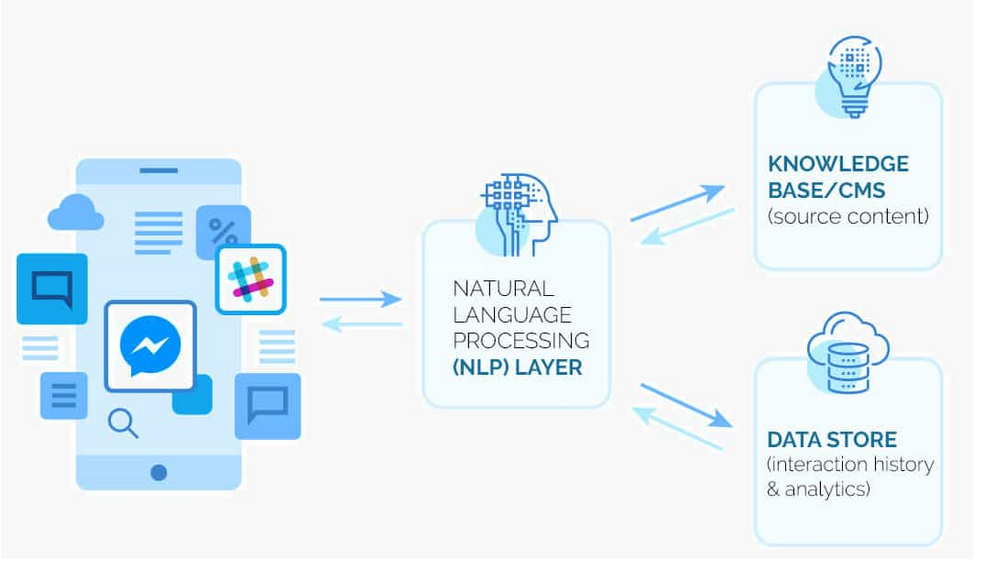 NATURAL
LANGUAGE
PROCESSING
(NLP) LAYER
KNOWLEDGE
BASE/CMS
(source content)
DATA STORE
(interaction history
& analytics)
%